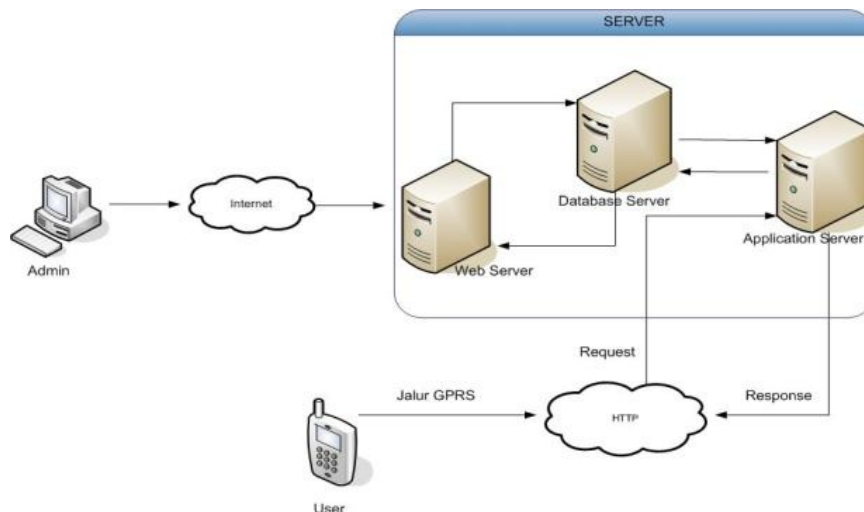 SERVER
Database Server
Internet
Application Server
Web Server
Admin
Request
Jalur GPRS
HTTP
Response
User